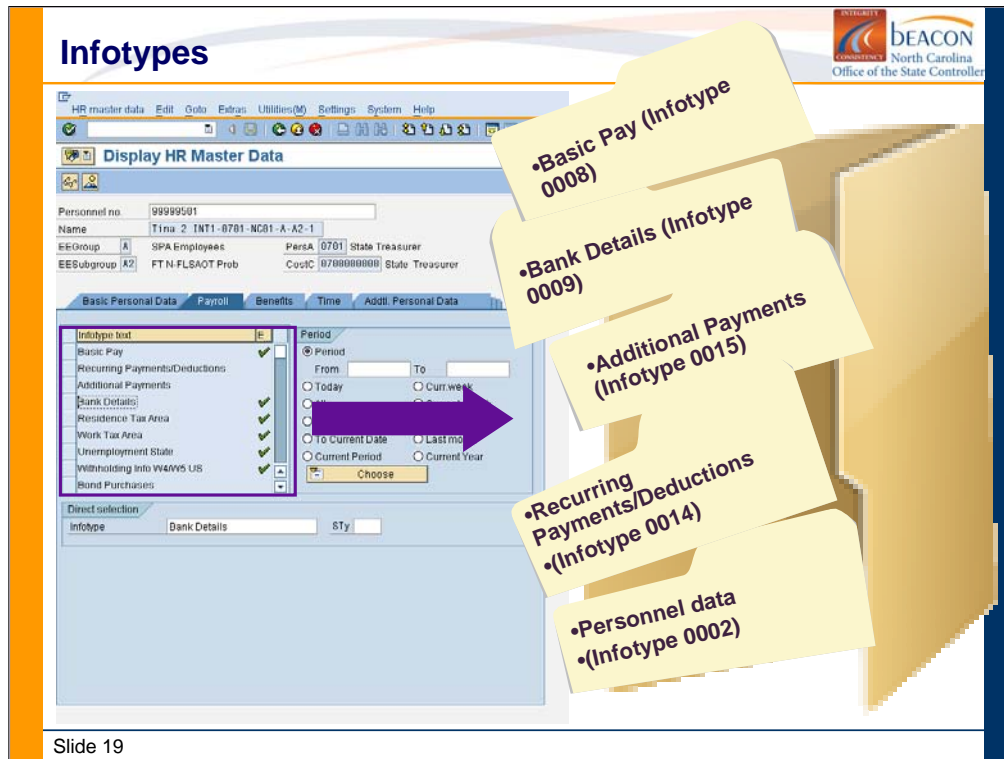 Infotypes
INTEGRITY
CONSISTENCY
BEACON
North Carolina
Office of the State Controller
HR master data Edit Goto Extras Utilities(M) Settings System Help
Display HR Master Data
Personnel no. 99999501
Name Tina 2 INT1-0701-NC01-A-A2-1
EEGroup A SPA Employees PersA 0701 State Treasurer
EESubgroup A2 FT N-FLSAOT Prob CostC 0700000000 State Treasurer
Basic Personal Data Payroll Benefits Time Addtl. Personal Data
Infotype text E
Basic Pay
Recurring Payments/Deductions
Additional Payments
Bank Details
Residence Tax Area
Work Tax Area
Unemployment State
Withholding Info W4/W5 US
Bond Purchases
Period
Period
From To
Today Curr.week
To Current Date Last mo
Current Period Current Year
Choose
Direct selection
Infotype Bank Details STy
•Basic Pay (Infotype
0008)
•Bank Details (Infotype
0009)
•Additional Payments
(Infotype 0015)
•Recurring
Payments/Deductions
•(Infotype 0014)
•Personnel data
•(Infotype 0002)
Slide 19